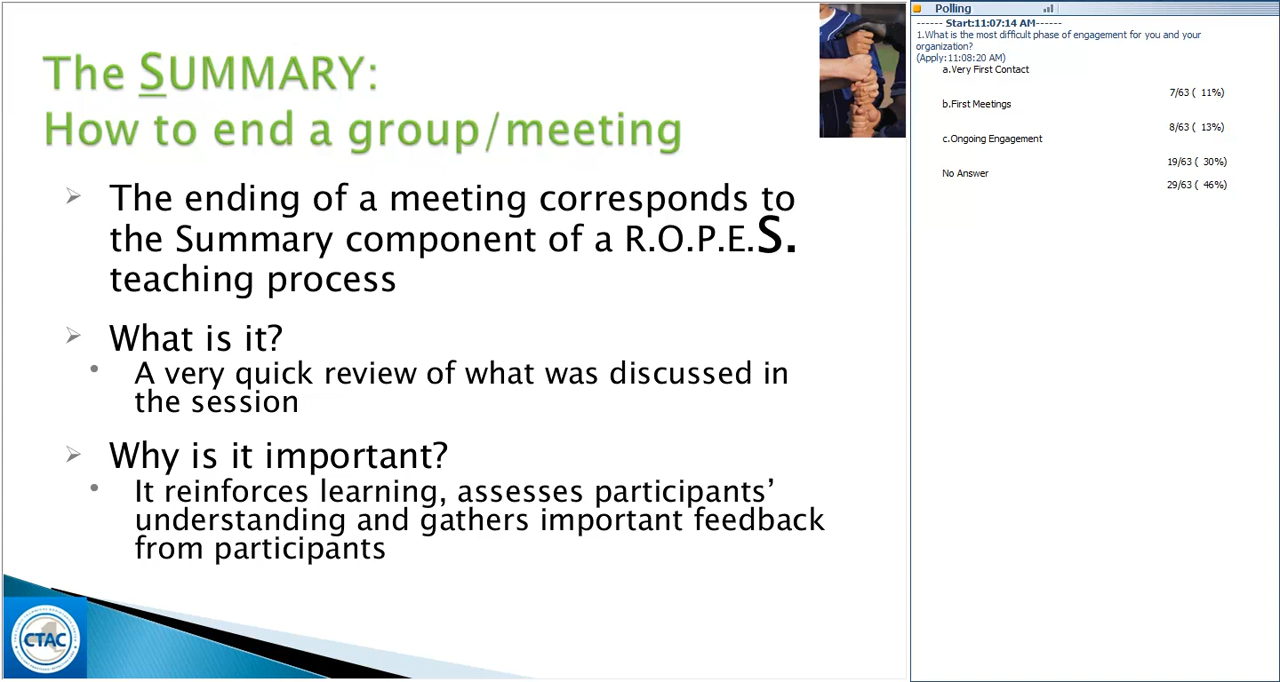 The SUMMARY:
How to end a group/meeting
The ending of a meeting corresponds to
the Summary component of a R.O.P.E.S.
teaching process
What is it?
A very quick review of what was discussed in
the session
Why is it important?
It reinforces learning, assesses participants’
understanding and gathers important feedback
from participants
CTAC
Polling
------ Start:11:07:14 AM------
1.What is the most difficult phase of engagement for you and your
organization?
(Apply:11:08:20 AM)
a.Very First Contact
7/63 ( 11%)
b.First Meetings
8/63 ( 13%)
c.Ongoing Engagement
19/63 ( 30%)
No Answer
29/63 ( 46%)